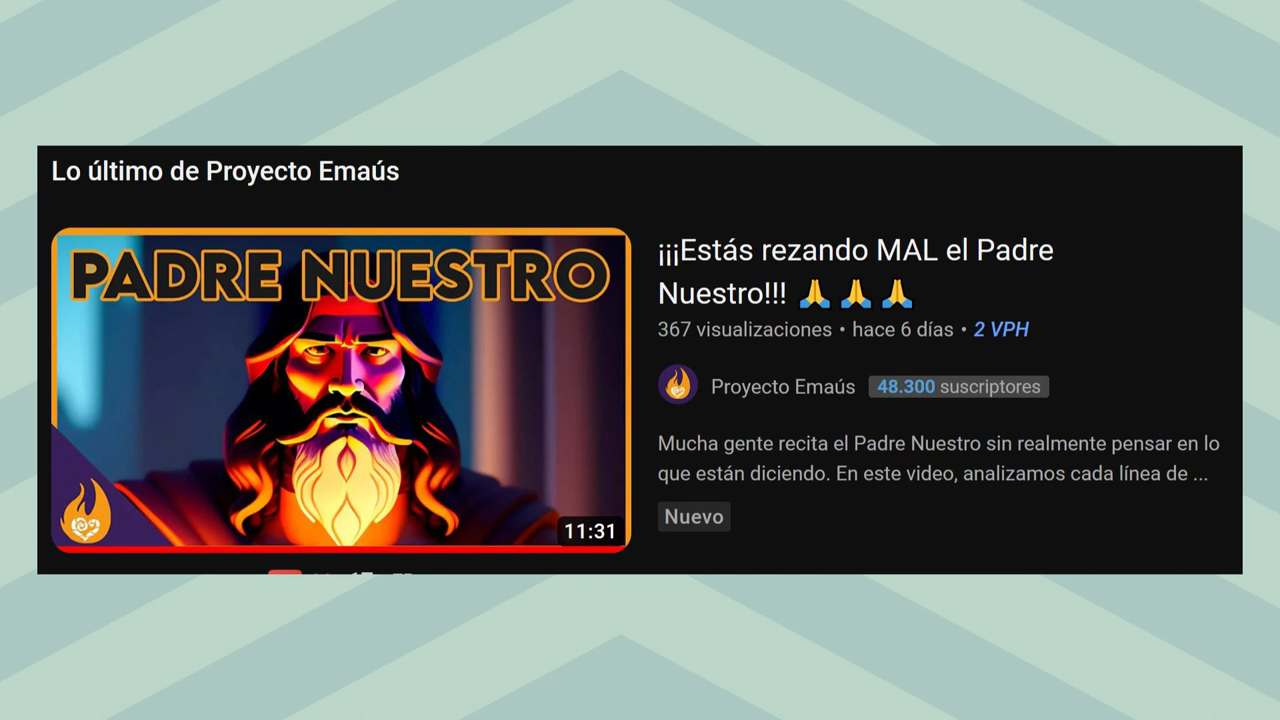 Lo último de Proyecto Emaús
PADRE NUESTRO
11:31
¡¡¡Estás rezando MAL el Padre
Nuestro!!! 🙏 🙏 🙏
367 visualizaciones • hace 6 días • 2 VPH
Proyecto Emaús 48.300 suscriptores
Mucha gente recita el Padre Nuestro sin realmente pensar en lo
que están diciendo. En este video, analizamos cada línea de ...
Nuevo